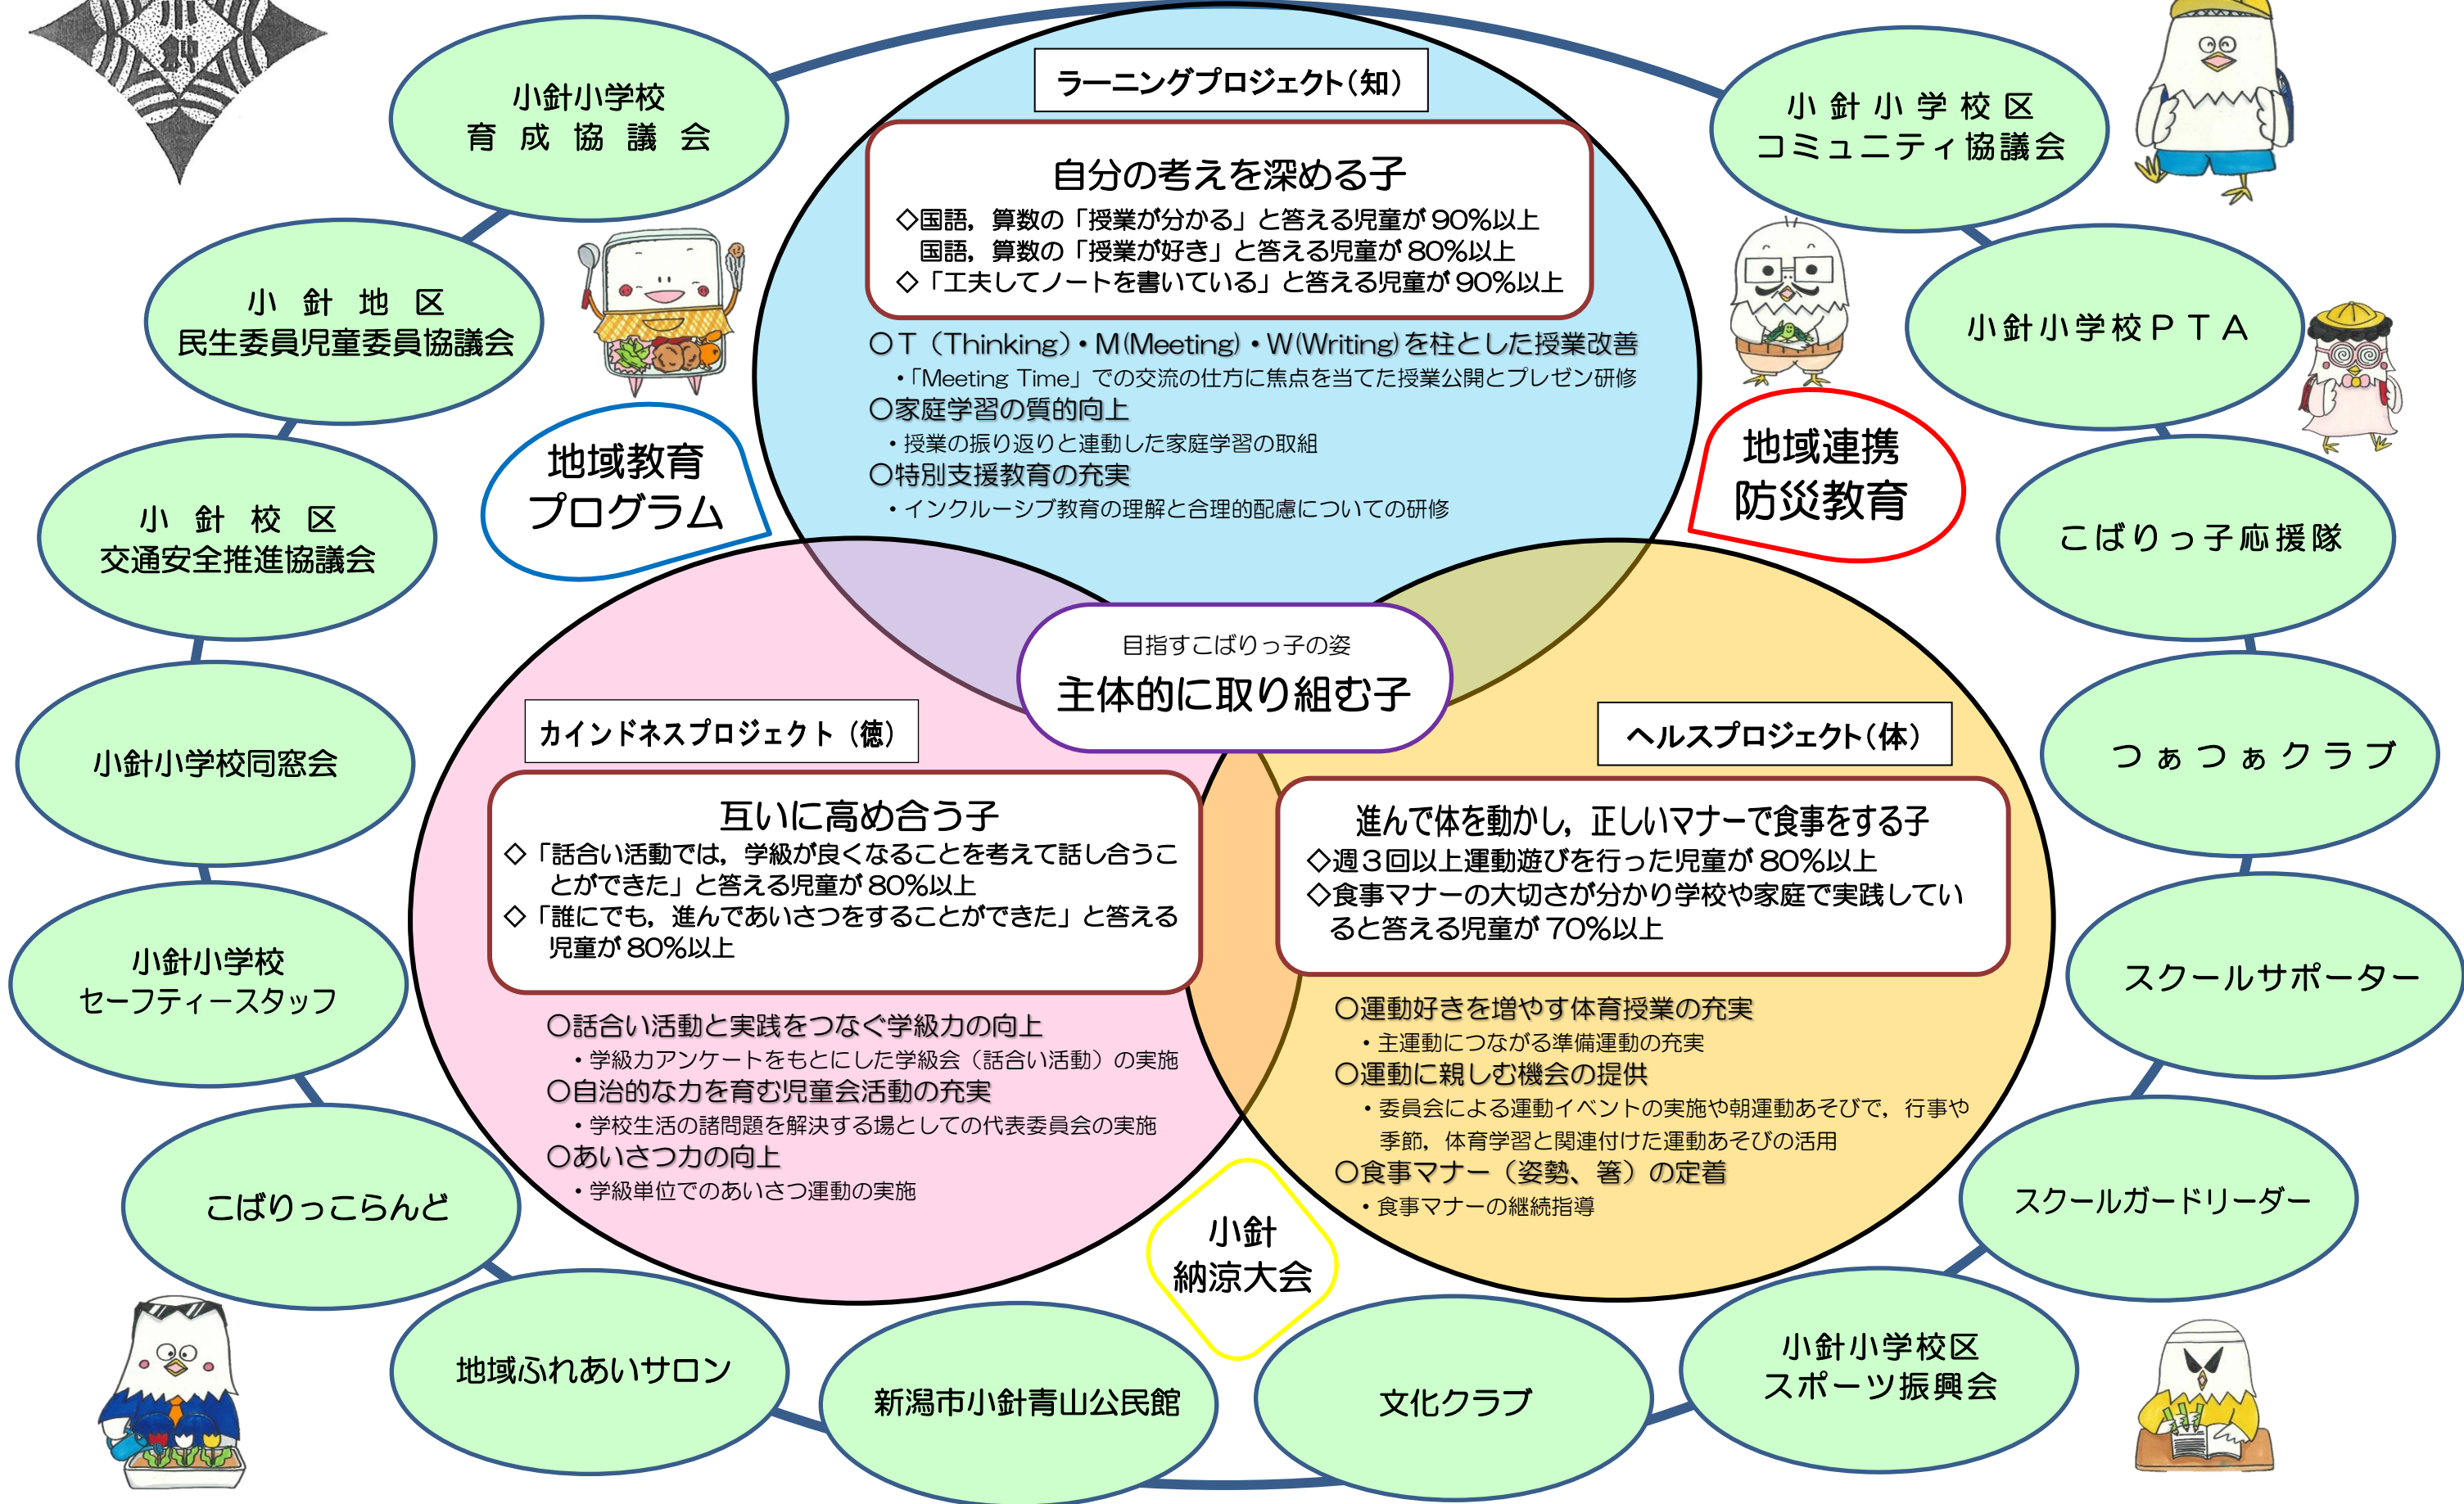 小針
小針小学校
育成協議会
ラーニングプロジェクト(知)
小針小学校区
コミュニティ協議会
自分の考えを深める子
◇国語，算数の「授業が分かる」と答える児童が90%以上
国語，算数の「授業が好き」と答える児童が80%以上
◇「工夫してノートを書いている」と答える児童が90%以上
小針地区
民生委員児童委員協議会
小針小学校ＰＴＡ
○T（Thinking）・M(Meeting)・W(Writing)を柱とした授業改善
・「Meeting Time」での交流の仕方に焦点を当てた授業公開とプレゼン研修
○家庭学習の質的向上
・授業の振り返りと連動した家庭学習の取組
○特別支援教育の充実
・インクルーシブ教育の理解と合理的配慮についての研修
地域教育
プログラム
地域連携
防災教育
小針校区
交通安全推進協議会
こばりっ子応援隊
目指すこばりっ子の姿
主体的に取り組む子
小針小学校同窓会
つぁつぁクラブ
カインドネスプロジェクト（徳）
互いに高め合う子
◇「話合い活動では，学級が良くなることを考えて話し合うこ
とができた」と答える児童が80%以上
◇「誰にでも，進んであいさつをすることができた」と答える
児童が80%以上
ヘルスプロジェクト(体)
進んで体を動かし，正しいマナーで食事をする子
◇週３回以上運動遊びを行った児童が80%以上
◇食事マナーの大切さが分かり学校や家庭で実践してい
ると答える児童が70%以上
小針小学校
セーフティースタッフ
スクールサポーター
○話合い活動と実践をつなぐ学級力の向上
・学級力アンケートをもとにした学級会（話合い活動）の実施
○自治的な力を育む児童会活動の充実
・学校生活の諸問題を解決する場としての代表委員会の実施
○あいさつ力の向上
・学級単位でのあいさつ運動の実施
○運動好きを増やす体育授業の充実
・主運動につながる準備運動の充実
○運動に親しむ機会の提供
・委員会による運動イベントの実施や朝運動あそびで，行事や
季節，体育学習と関連付けた運動あそびの活用
○食事マナー（姿勢、箸）の定着
・食事マナーの継続指導
こばりっこらんど
スクールガードリーダー
小針
納涼大会
地域ふれあいサロン
新潟市小針青山公民館
文化クラブ
小針小学校区
スポーツ振興会